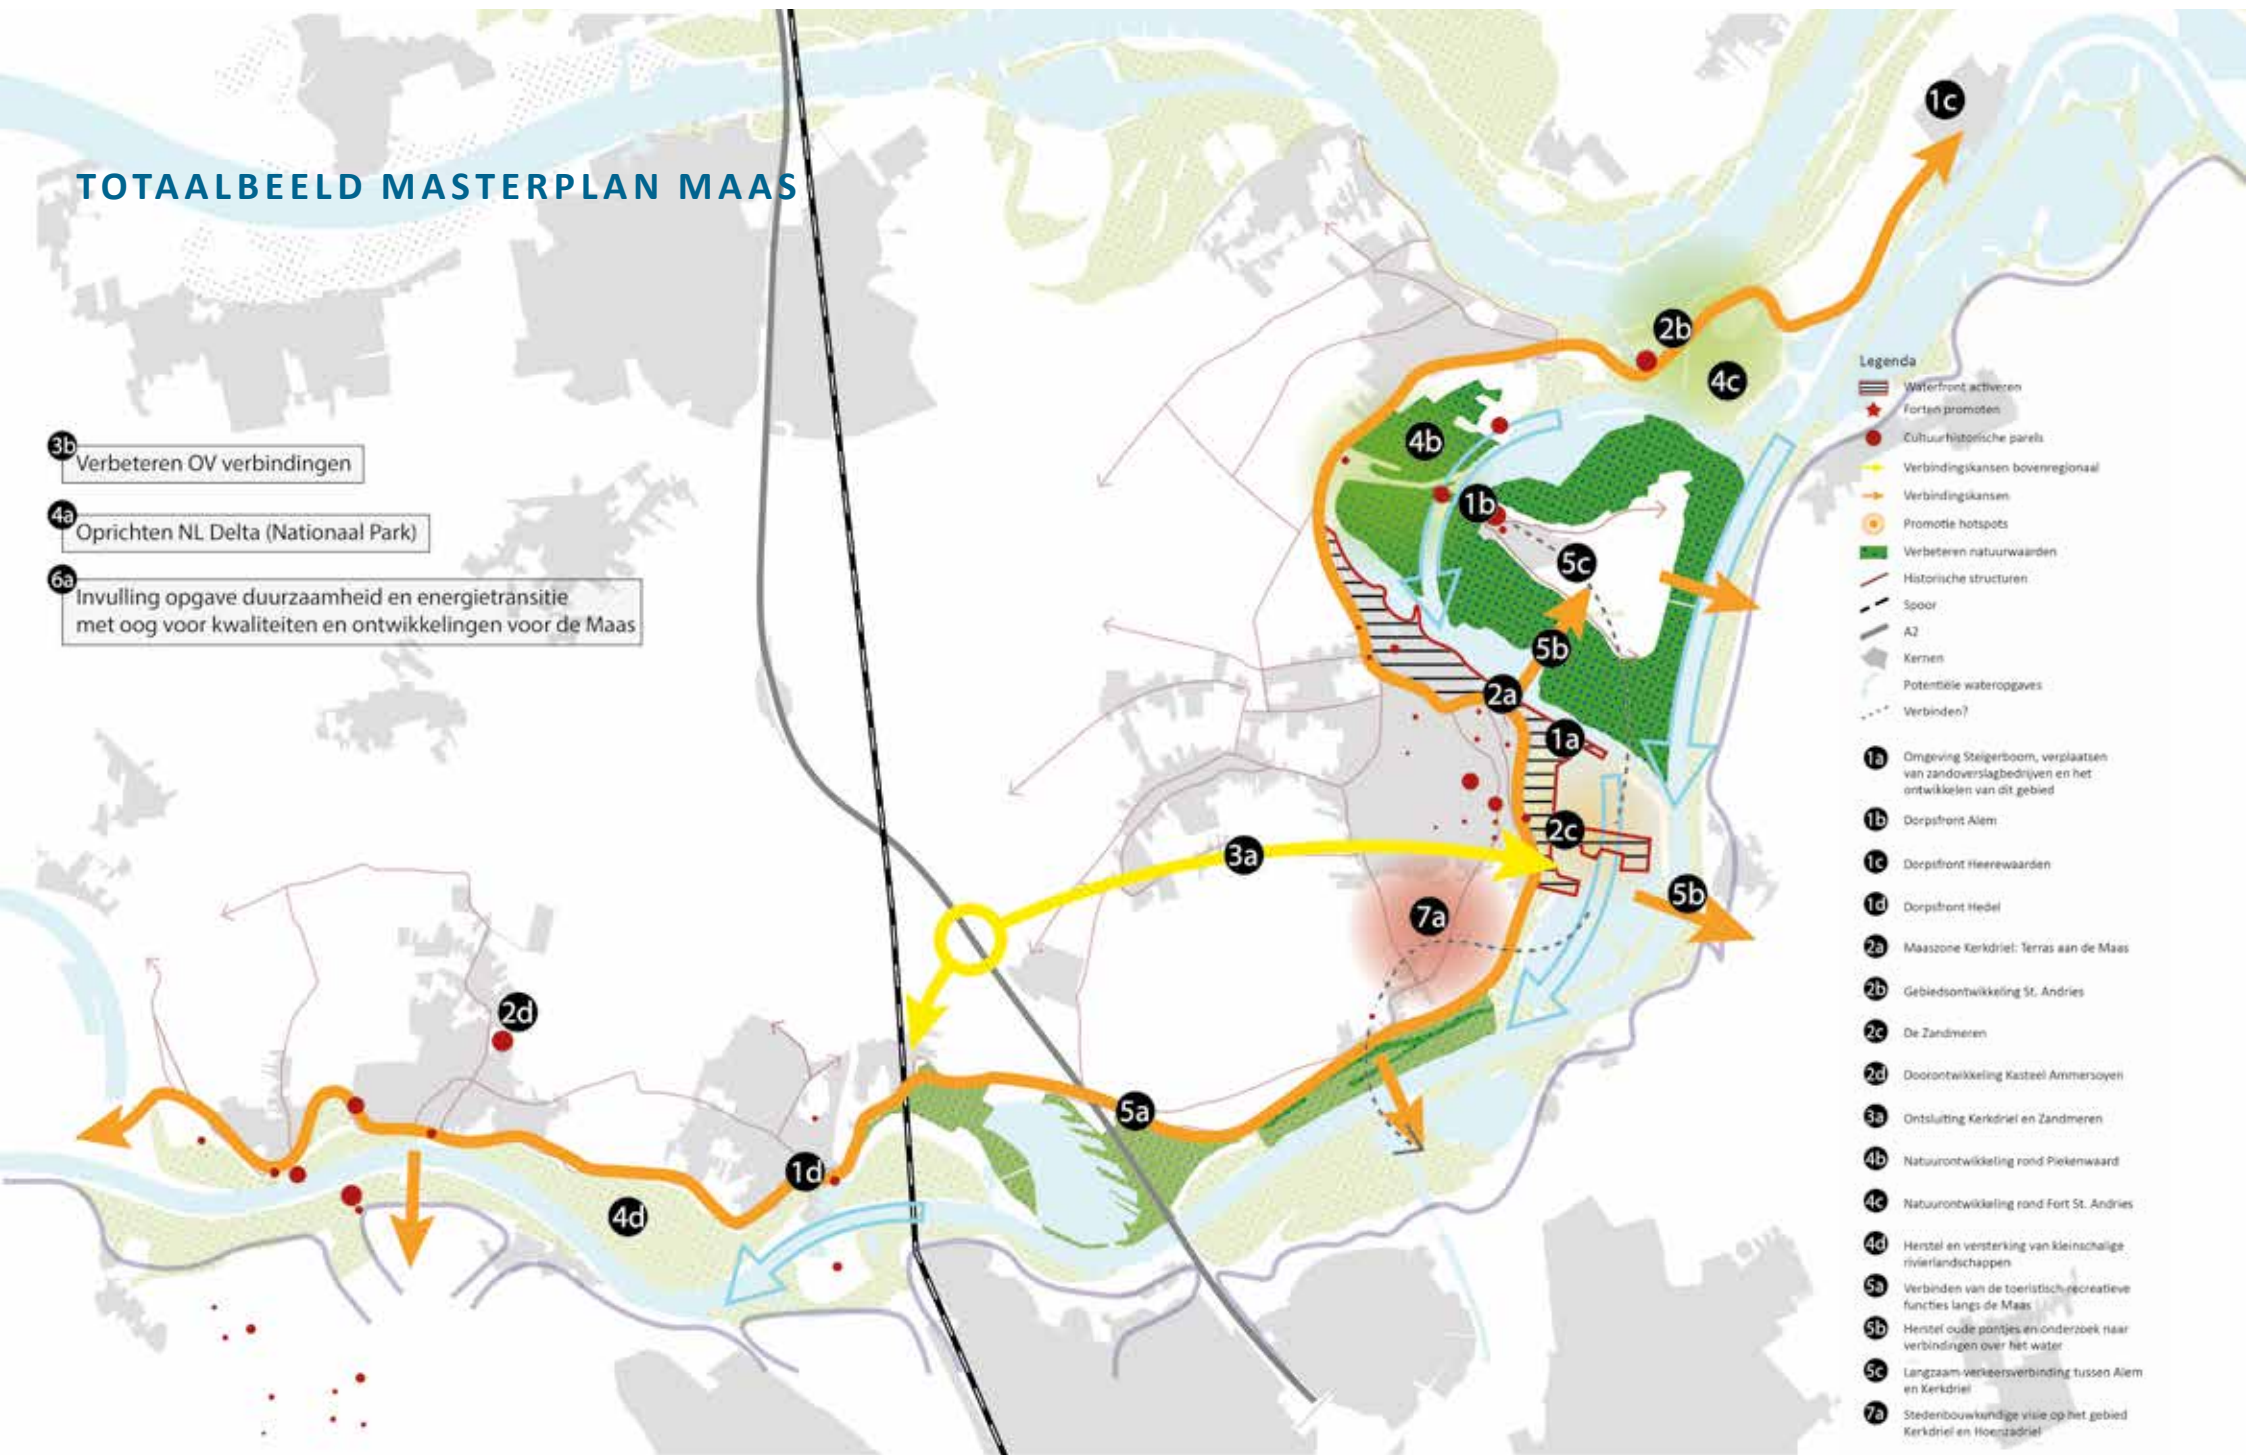 TOTAALBEELD MASTERPLAN MAAS
3b
Verbeteren OV verbindingen
4a
Oprichten NL Delta (Nationaal Park)
6a
Invulling opgave duurzaamheid en energietransitie
met oog voor kwaliteiten en ontwikkelingen voor de Maas
1c
2b
4c
4b
1b
5c
5b
2a
1a
2c
3a
5b
7a
2d
5a
1d
4d
Legenda
Waterfront activeren
Forten promoten
Cultuurhistorische parels
Verbindingskansen bovenregionaal
Verbindingskansen
Promotie hotspots
Verbeteren natuurwaarden
Historische structuren
Spoor
A2
Kernen
Potentiële wateropgaves
Verbinden?
1a
Omgeving Steigerboom, verplaatsen
van zandoverslagbedrijven en het
ontwikkelen van dit gebied
1b
Dorpsfront Alem
1c
Dorpsfront Heerewaarden
1d
Dorpsfront Hedel
2a
Maaszone Kerkdriel: Terras aan de Maas
2b
Gebiedsontwikkeling St. Andries
2c
De Zandmeren
2d
Doorontwikkeling Kasteel Ammersoyen
3a
Ontsluiting Kerkdriel en Zandmeren
4b
Natuurontwikkeling rond Piekenwaard
4c
Natuurontwikkeling rond Fort St. Andries
4d
Herstel en versterking van kleinschalige
rivierlandschappen
5a
Verbinden van de toeristisch-recreatieve
functies langs de Maas
5b
Herstel oude pontjes en onderzoek naar
verbindingen over het water
5c
Langzaam-verkeersverbinding tussen Alem
en Kerkdriel
7a
Stedenbouwkundige visie op het gebied
Kerkdriel en Hoenzadriel